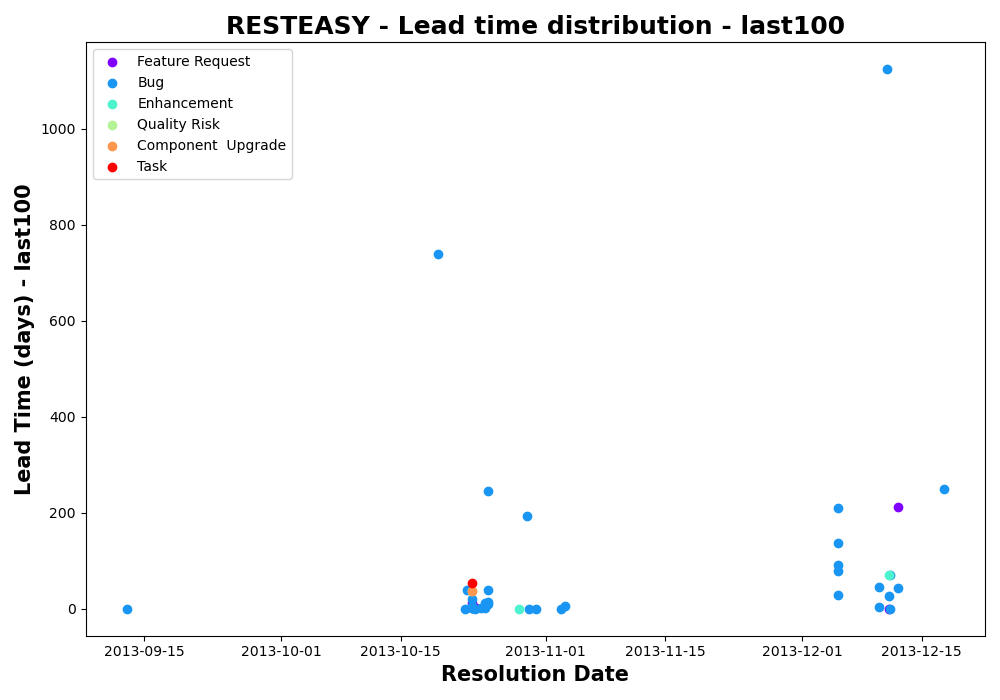 RESTEASY - Lead time distribution - last100
Feature Request
Bug
Enhancement
Quality Risk
Component  Upgrade
Task
Lead Time (days) - last100
1000
800
600
400
200
0
2013-09-15
2013-10-01
2013-10-15
2013-11-01
2013-11-15
2013-12-01
2013-12-15
Resolution Date